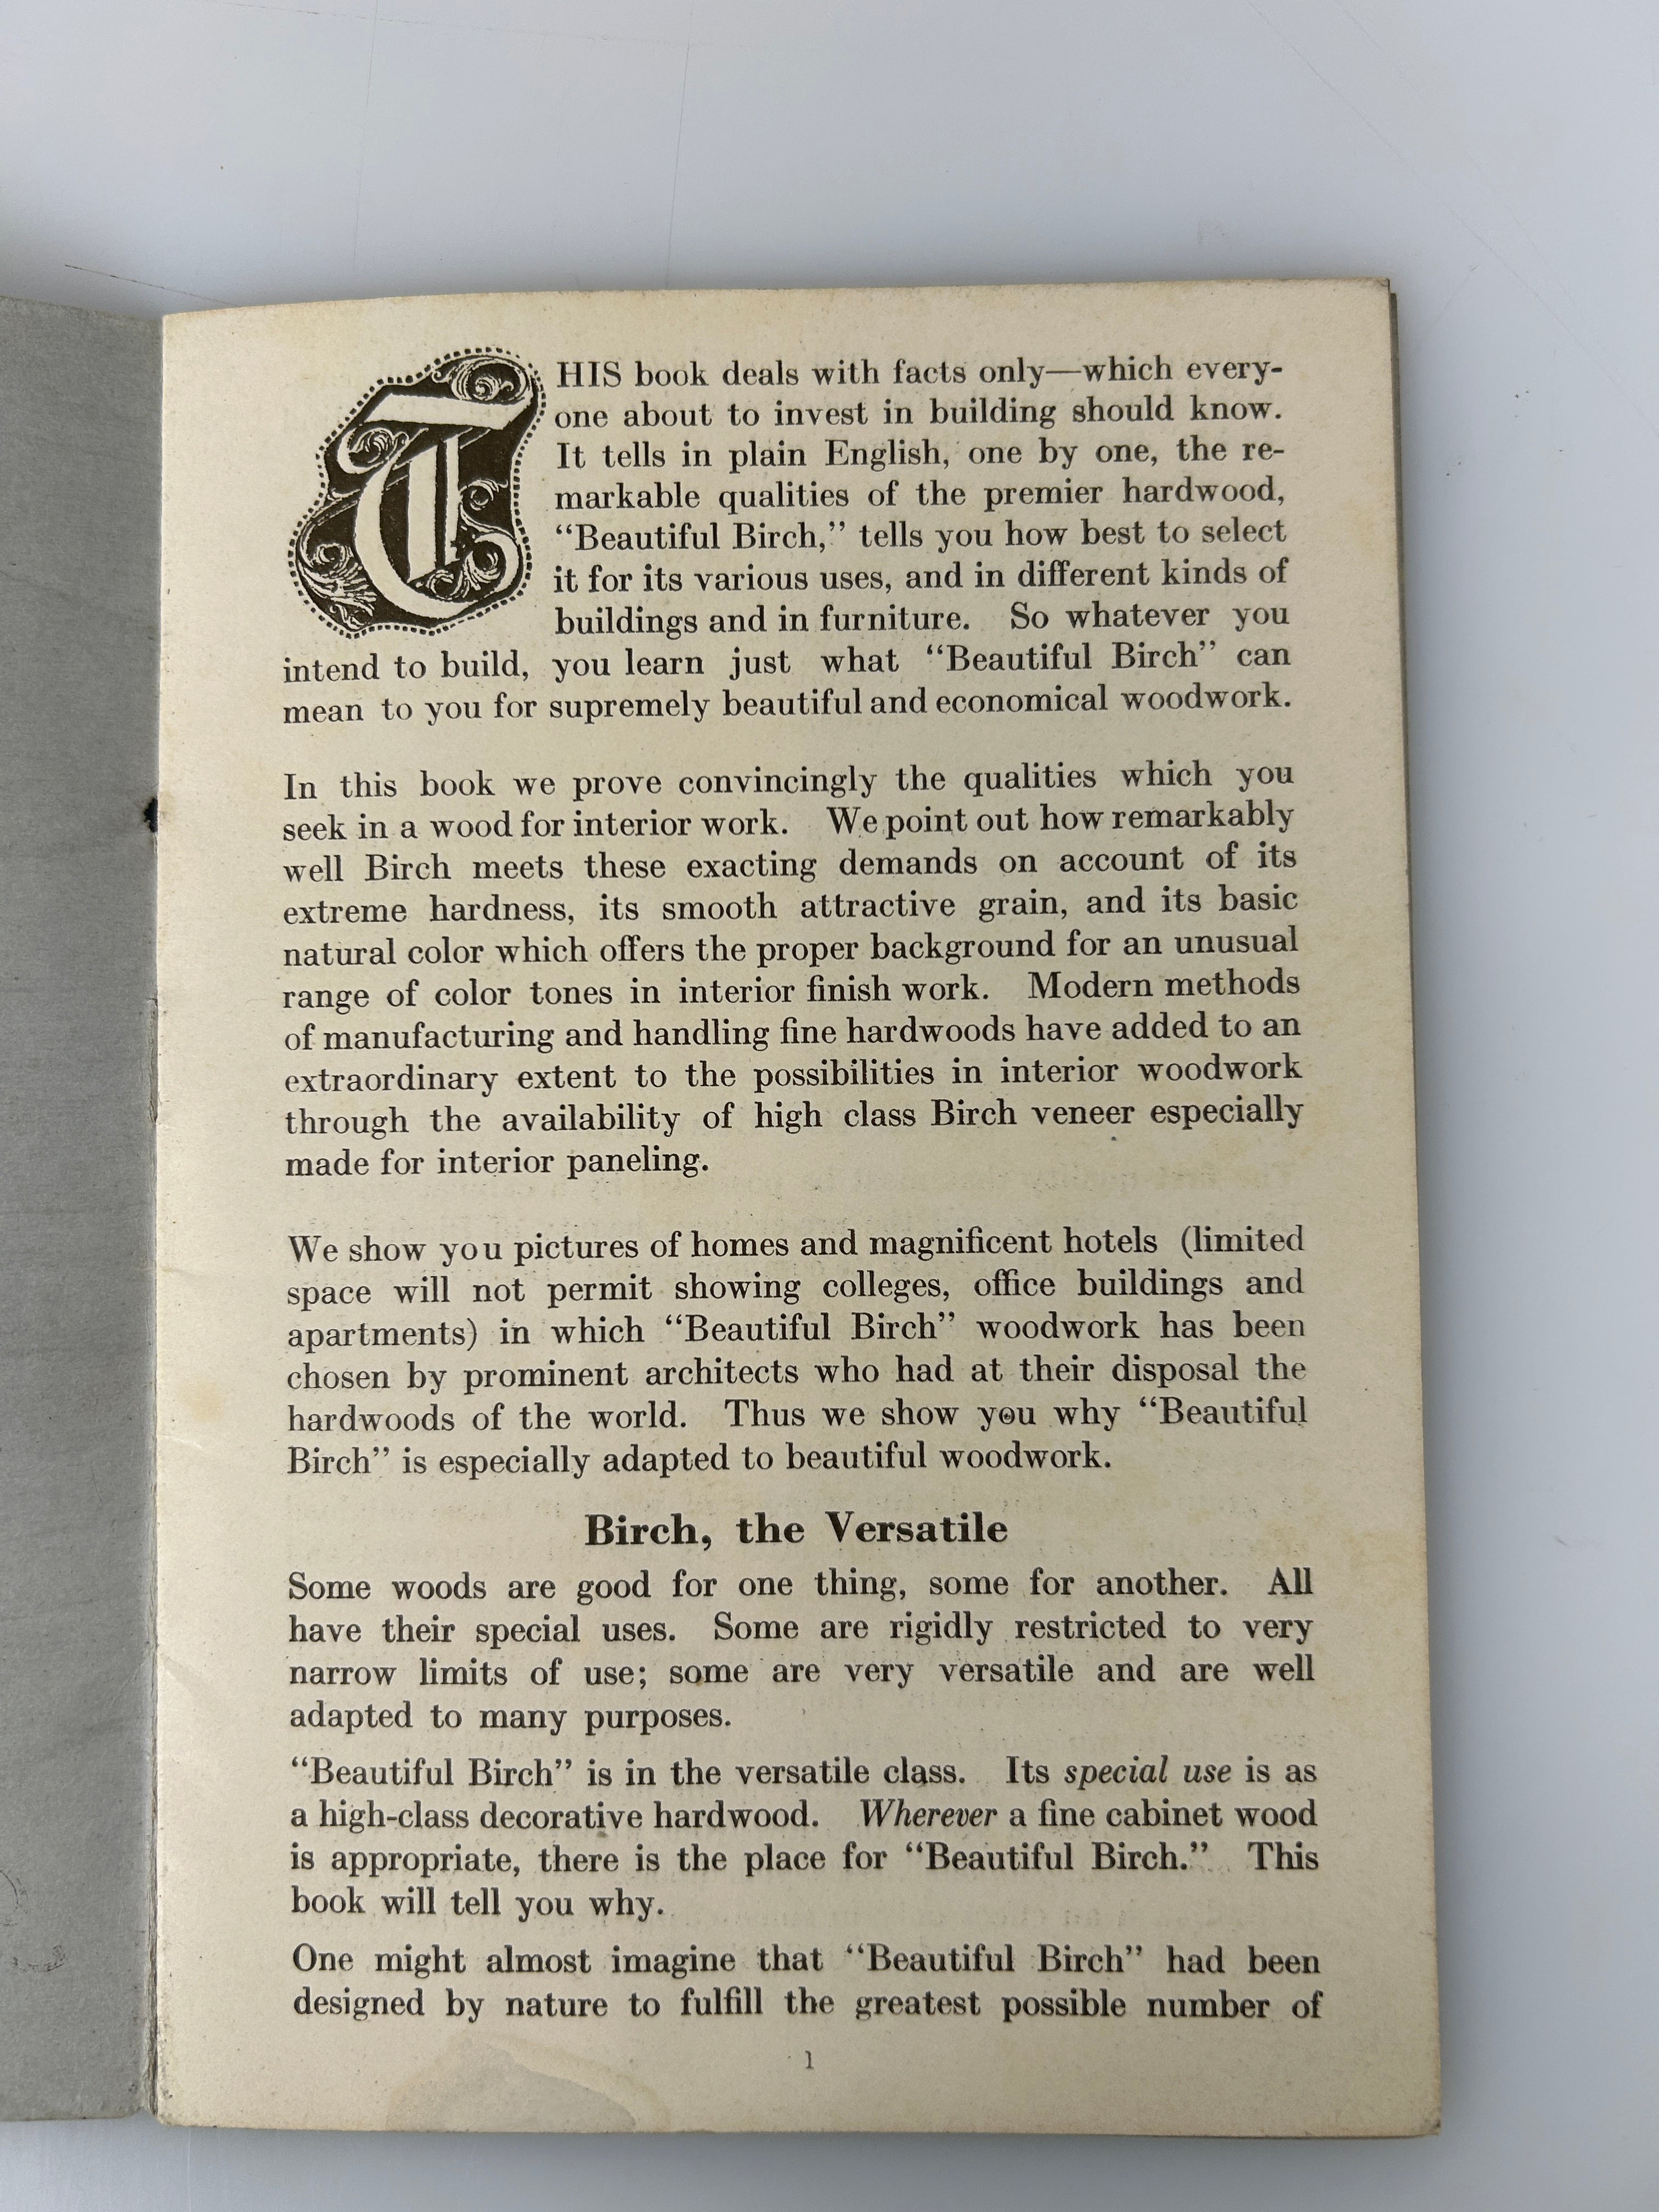 THIS book deals with facts only—which every-
one about to invest in building should know.
It tells in plain English, one by one, the re-
markable qualities of the premier hardwood,
“Beautiful Birch,” tells you how best to select
it for its various uses, and in different kinds of
buildings and in furniture. So whatever you
intend to build, you learn just what “Beautiful Birch” can
mean to you for supremely beautiful and economical woodwork.
In this book we prove convincingly the qualities which you
seek in a wood for interior work. We point out how remarkably
well Birch meets these exacting demands on account of its
extreme hardness, its smooth attractive grain, and its basic
natural color which offers the proper background for an unusual
range of color tones in interior finish work. Modern methods
of manufacturing and handling fine hardwoods have added to an
extraordinary extent to the possibilities in interior woodwork
through the availability of high class Birch veneer especially
made for interior paneling.
We show you pictures of homes and magnificent hotels (limited
space will not permit showing colleges, office buildings and
apartments) in which “Beautiful Birch” woodwork has been
chosen by prominent architects who had at their disposal the
hardwoods of the world. Thus we show you why “Beautiful
Birch” is especially adapted to beautiful woodwork.
Birch, the Versatile
Some woods are good for one thing, some for another. All
have their special uses. Some are rigidly restricted to very
narrow limits of use; some are very versatile and are well
adapted to many purposes.
“Beautiful Birch” is in the versatile class. Its special use is as
a high-class decorative hardwood. Wherever a fine cabinet wood
is appropriate, there is the place for “Beautiful Birch.” This
book will tell you why.
One might almost imagine that “Beautiful Birch” had been
designed by nature to fulfill the greatest possible number of
1